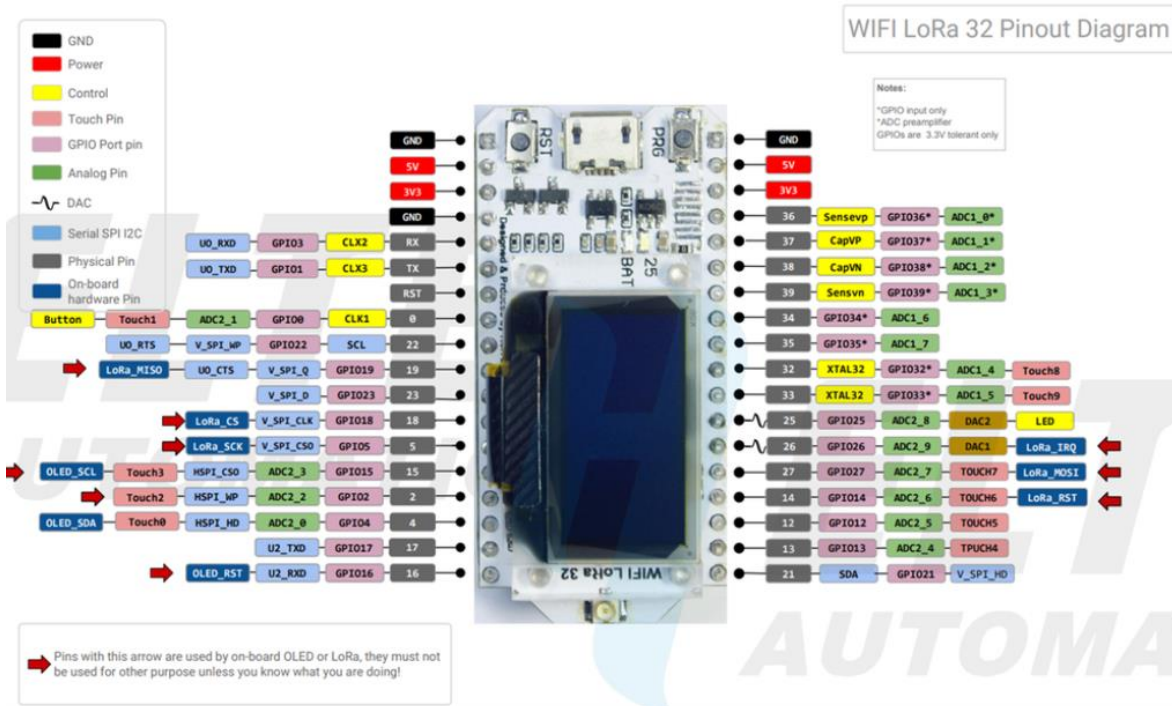 WIFI LoRa 32 Pinout Diagram
GND
Power
Control
Touch Pin
GPIO Port pin
Analog Pin
DAC
Serial SPI I2C
Physical Pin
On-board
hardware Pin
Notes:
*GPIO input only
*ADC preamplifier
GPIOs are 3.3V tolerant only
GND
5V
3V3
GND
UO_RXD GPIO3 CLX2 RX
UO_TXD GPIO1 CLX3 TX
RST
Button Touch1 ADC2_1 GPIO0 CLK1 0
UO_RTS V_SPI_WP GPIO22 SCL 22
LoRa_MISO UO_CTS V_SPI_Q GPIO19 19
V_SPI_D GPIO23 23
LoRa_CS V_SPI_CLK GPIO18 18
LoRa_SCK V_SPI_CSO GPIO5 5
OLED_SCL Touch3 HSPI_CSO ADC2_3 GPIO15 15
Touch2 HSPI_WP ADC2_2 GPIO2 2
OLED_SDA Touch0 HSPI_HD ADC2_0 GPIO4 4
U2_TXD GPIO17 17
OLED_RST U2_RXD GPIO16 16
RST
PRG
BAT
25
WIFI LoRa 32
GND
5V
3V3
36 Sensevp GPIO36* ADC1_0*
37 CapVP GPIO37* ADC1_1*
38 CapVN GPIO38* ADC1_2*
39 Sensvn GPIO39* ADC1_3*
34 GPIO34* ADC1_6
35 GPIO35* ADC1_7
32 XTAL32 GPIO32* ADC1_4 Touch8
33 XTAL32 GPIO33* ADC1_5 Touch9
25 GPIO25 ADC2_8 DAC2 LED
26 GPIO26 ADC2_9 DAC1 LoRa_IRQ
27 GPIO27 ADC2_7 TOUCH7 LoRa_MOSI
14 GPIO14 ADC2_6 TOUCH6 LoRa_RST
12 GPIO12 ADC2_5 TOUCH5
13 GPIO13 ADC2_4 TPUCH4
21 SDA GPIO21 V_SPI_HD
Pins with this arrow are used by on-board OLED or LoRa, they must not
be used for other purpose unless you know what you are doing!
AUTOMA